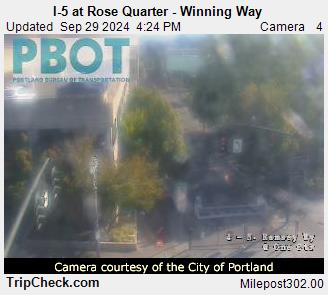 I-5 at Rose Quarter - Winning Way
Updated Sep 29 2024 4:24 PM Camera 4
PBOT
PORTLAND BUREAU OF TRANSPORTATION
Camera courtesy of the City of Portland
TripCheck.com Milepost302.00